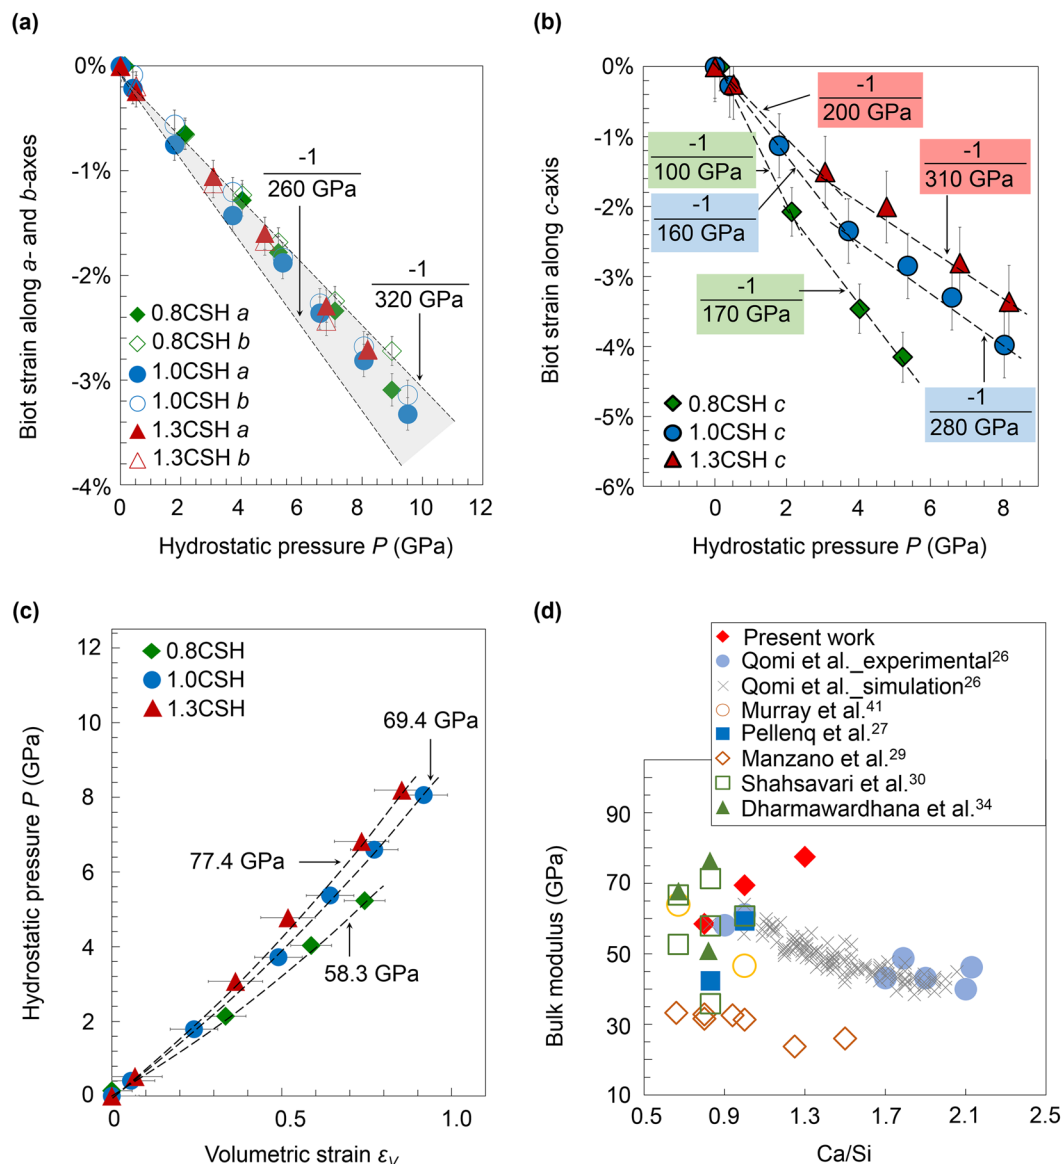 (a)
0%
-1%
-2%
-3%
-4%
Biot strain along a- and b-axes
-1
260 GPa
-1
320 GPa
0.8CSH a
0.8CSH b
1.0CSH a
1.0CSH b
1.3CSH a
1.3CSH b
0 2 4 6 8 10 12
Hydrostatic pressure P (GPa)
(b)
0%
-1%
-2%
-3%
-4%
-5%
-6%
Biot strain along c-axis
-1
200 GPa
-1
100 GPa
-1
310 GPa
-1
160 GPa
-1
170 GPa
-1
280 GPa
0.8CSH c
1.0CSH c
1.3CSH c
0 2 4 6 8
Hydrostatic pressure P (GPa)
(c)
12
10
8
6
4
2
0
Hydrostatic pressure P (GPa)
0.8CSH
1.0CSH
1.3CSH
69.4 GPa
77.4 GPa
58.3 GPa
0 0.5 1.0
Volumetric strain εV
(d)
Present work
Qomi et al._experimental26
Qomi et al._simulation26
Murray et al.41
Pellenq et al.27
Manzano et al.29
Shahsavari et al.30
Dharmawardhana et al.34
90
70
50
30
10
Bulk modulus (GPa)
0.5 0.9 1.3 1.7 2.1 2.5
Ca/Si